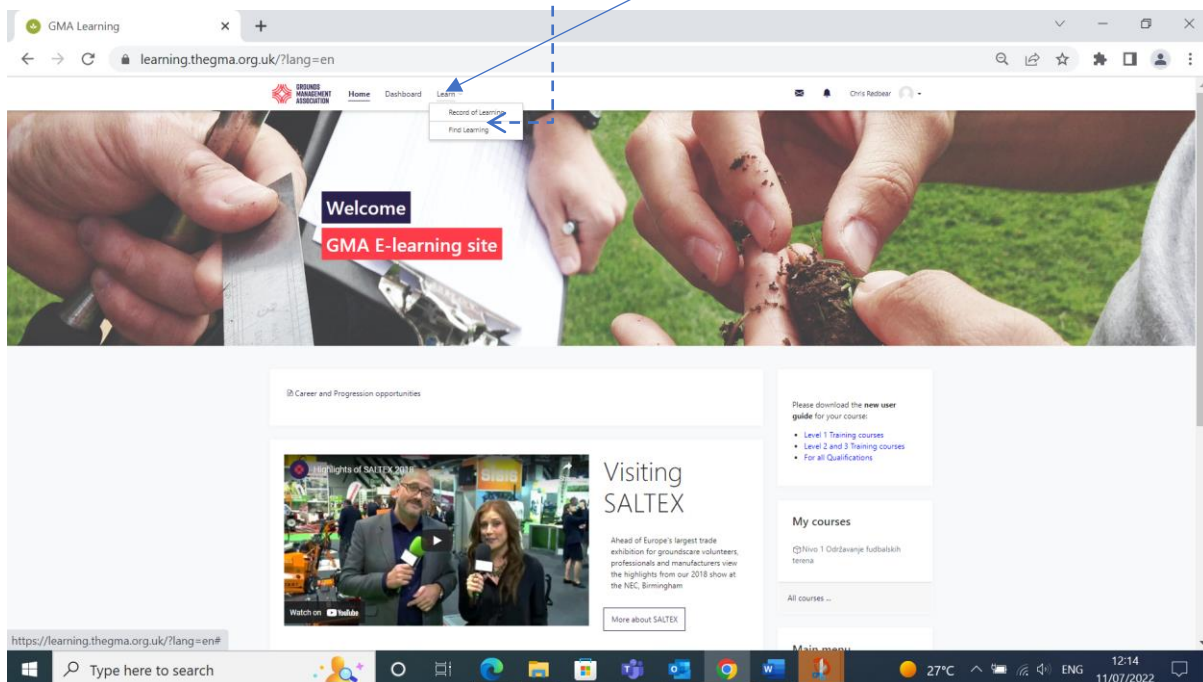 GMA Learning
learning.thegma.org.uk/?lang=en
GROUNDS
MANAGEMENT
ASSOCIATION
Home Dashboard Learn
Chris Redbear
Record of Learning
Find Learning
Welcome
GMA E-learning site
Career and Progression opportunities
Please download the new user
guide for your course:
Level 1 Training courses
Level 2 and 3 Training courses
For all Qualifications
Highlights of SALTEX 2018
Watch on YouTube
Visiting
SALTEX
Ahead of Europe's largest trade
exhibition for groundscare volunteers,
professionals and manufacturers view
the highlights from our 2018 show at
the NEC, Birmingham
More about SALTEX
My courses
Nivo 1 Održavanje fudbalskih
terena
All courses ...
Main menu
https://learning.thegma.org.uk/?lang=en#
Type here to search
27°C
ENG
12:14
11/07/2022